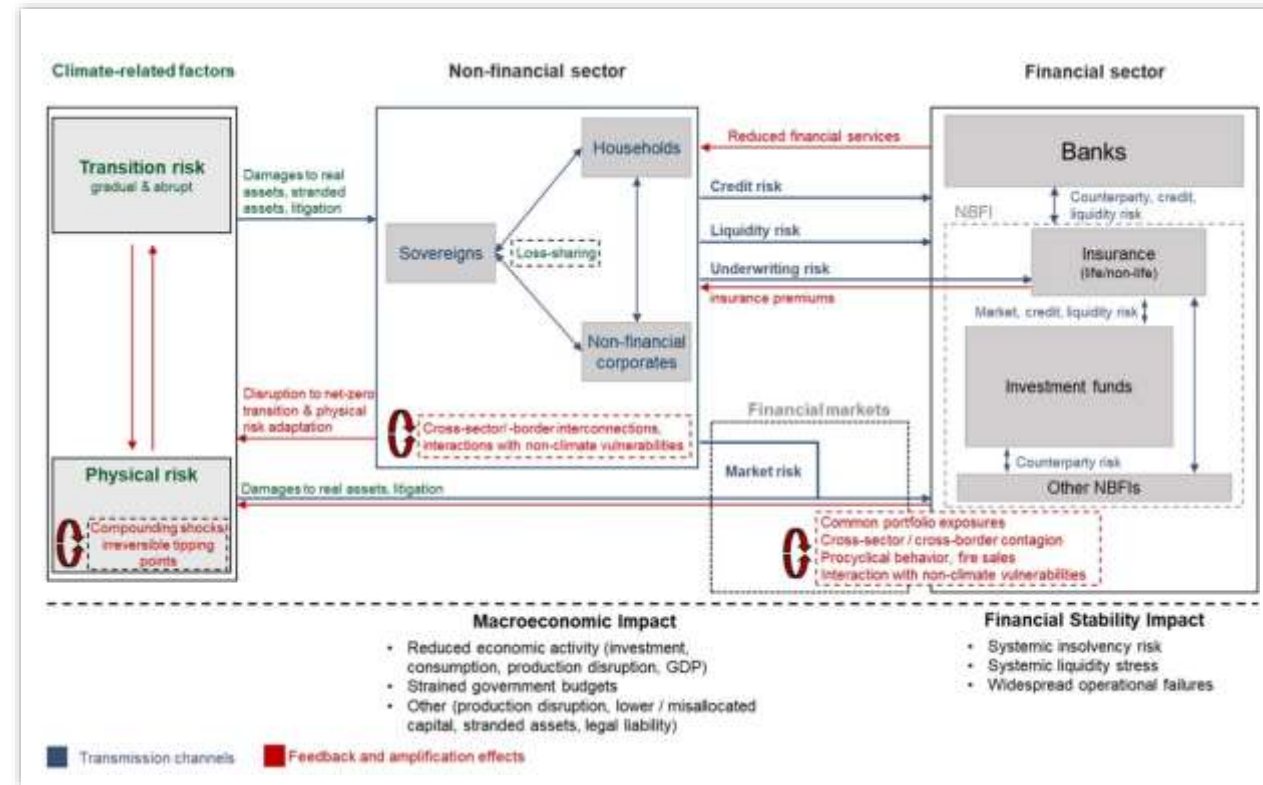 Climate-related factors
Non-financial sector
Financial sector
Transition risk
gradual & abrupt
Damages to real
assets, stranded
assets, litigation
Households
Sovereigns
Loss-sharing
Non-financial
corporates
Reduced financial services
Credit risk
Liquidity risk
Underwriting risk
insurance premiums
Banks
Counterparty, credit,
liquidity risk
NBFI
Insurance
(life/non-life)
Market, credit, liquidity risk
Investment funds
Counterparty risk
Other NBFIs
Disruption to net-zero
transition & physical
risk adaptation
Cross-sector/ -border interconnections,
interactions with non-climate vulnerabilities
Financial markets
Market risk
Physical risk
Compounding shocks/
irreversible tipping
points
Damages to real assets, litigation
Common portfolio exposures
Cross-sector / cross-border contagion
Procyclical behavior, fire sales
Interaction with non-climate vulnerabilities
Macroeconomic Impact
• Reduced economic activity (investment,
consumption, production disruption, GDP)
• Strained government budgets
• Other (production disruption, lower / misallocated
capital, stranded assets, legal liability)
Financial Stability Impact
• Systemic insolvency risk
• Systemic liquidity stress
• Widespread operational failures
Transmission channels
Feedback and amplification effects